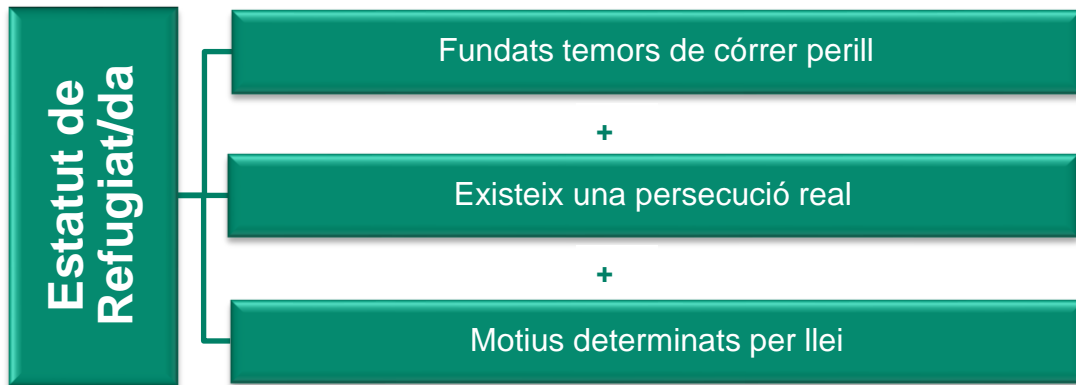 Estatut de
Refugiat/da
Fundats temors de córrer perill
+
Existeix una persecució real
+
Motius determinats per llei